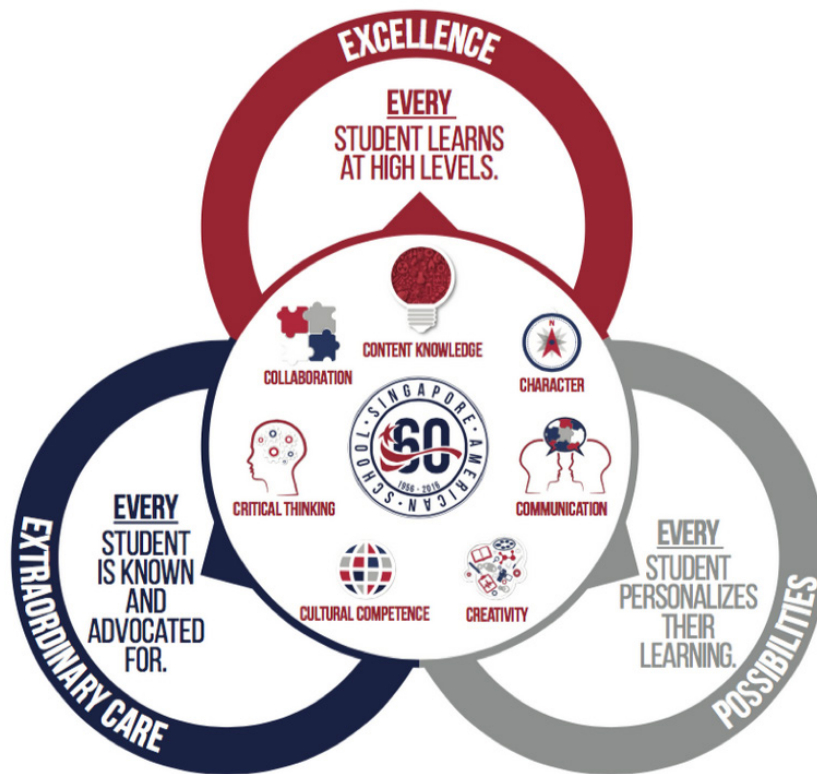 EXCELLENCE
EVERY
STUDENT LEARNS
AT HIGH LEVELS.
CONTENT KNOWLEDGE
COLLABORATION
N
CHARACTER
SINGAPORE · AMERICAN · SCHOOL ·
60
1956 - 2016
CRITICAL THINKING
COMMUNICATION
CULTURAL COMPETENCE
CREATIVITY
EXTRAORDINARY CARE
EVERY
STUDENT
IS KNOWN
AND
ADVOCATED
FOR.
EVERY
STUDENT
PERSONALIZES
THEIR
LEARNING.
POSSIBILITIES